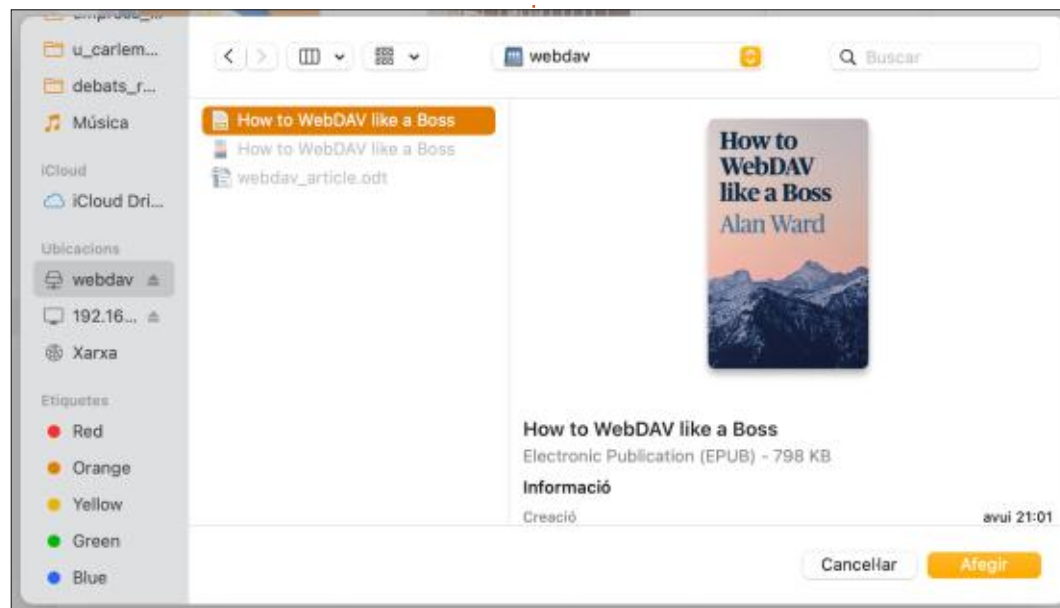 u_carlem...
debats_r...
Música
iCloud
iCloud Dri...
Ubicacions
webdav
192.16...
Xarxa
Etiquetes
Red
Orange
Yellow
Green
Blue
webdav
Buscar
How to WebDAV like a Boss
How to WebDAV like a Boss
webdav_article.odt
How to
WebDAV
like a Boss
Alan Ward
How to WebDAV like a Boss
Electronic Publication (EPUB) - 798 KB
Informació
Creació avui 21:01
Cancel·lar Afegir